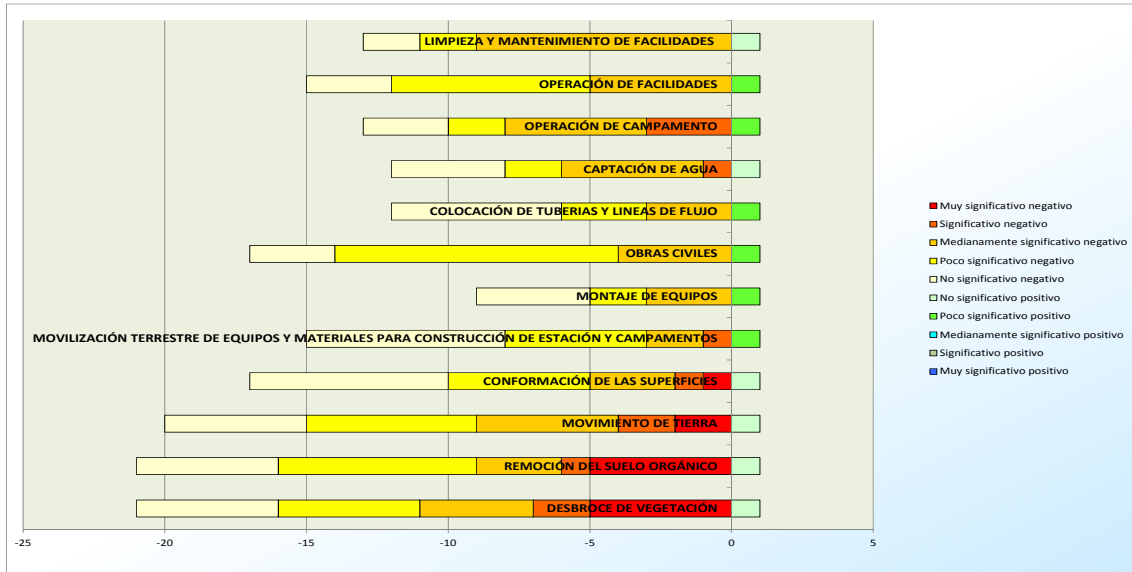 LIMPIEZA Y MANTENIMIENTO DE FACILIDADES
OPERACIÓN DE FACILIDADES
OPERACIÓN DE CAMPAMENTO
CAPTACIÓN DE AGUA
COLOCACIÓN DE TUBERIAS Y LINEAS DE FLUJO
OBRAS CIVILES
MONTAJE DE EQUIPOS
MOVILIZACIÓN TERRESTRE DE EQUIPOS Y MATERIALES PARA CONSTRUCCIÓN DE ESTACIÓN Y CAMPAMENTOS
CONFORMACIÓN DE LAS SUPERFICIES
MOVIMIENTO DE TIERRA
REMOCIÓN DEL SUELO ORGÁNICO
DESBROCE DE VEGETACIÓN
-25 -20 -15 -10 -5 0 5
Muy significativo negativo
Significativo negativo
Medianamente significativo negativo
Poco significativo negativo
No significativo negativo
No significativo positivo
Poco significativo positivo
Medianamente significativo positivo
Significativo positivo
Muy significativo positivo